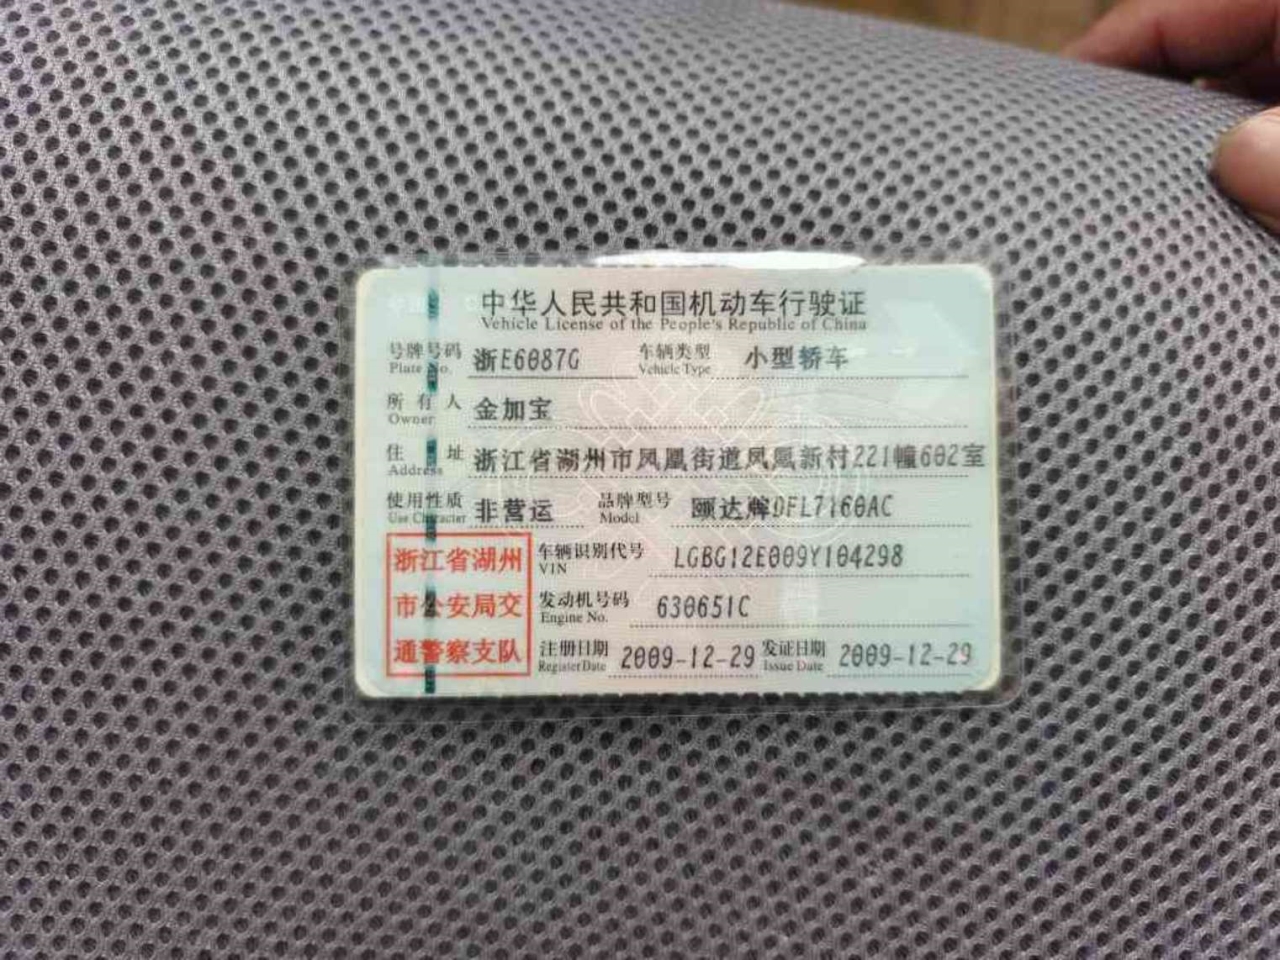 中华人民共和国机动车行驶证
Vehicle License of the People's Republic of China
号牌号码 浙E6087G 车辆类型 小型轿车
Plate No. Vehicle Type
所有人 金加宝
Owner
住址 浙江省湖州市凤凰街道凤凰新村221幢602室
Address
使用性质 非营运 品牌型号 颐达牌DFL7160AC
Use Character Model
浙江省湖州 车辆识别代号 LGBG12E009Y104298
VIN
市公安局交 发动机号码 630651C
Engine No.
通警察支队 注册日期 2009-12-29 发证日期 2009-12-29
Register Date Issue Date